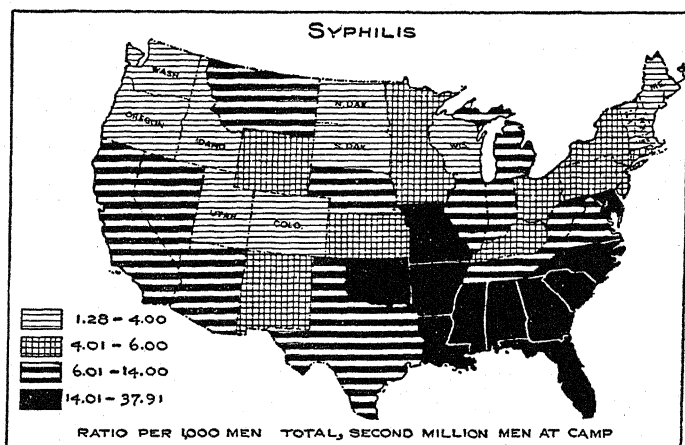 SYPHILIS
WASH
OREGON
IDAHO
N. DAK
S. DAK
WIS.
ME.
UTAH
COLO.
1.28 - 4.00
4.01 - 6.00
6.01 - 14.00
14.01 - 37.91
RATIO PER 1,000 MEN TOTAL, SECOND MILLION MEN AT CAMP